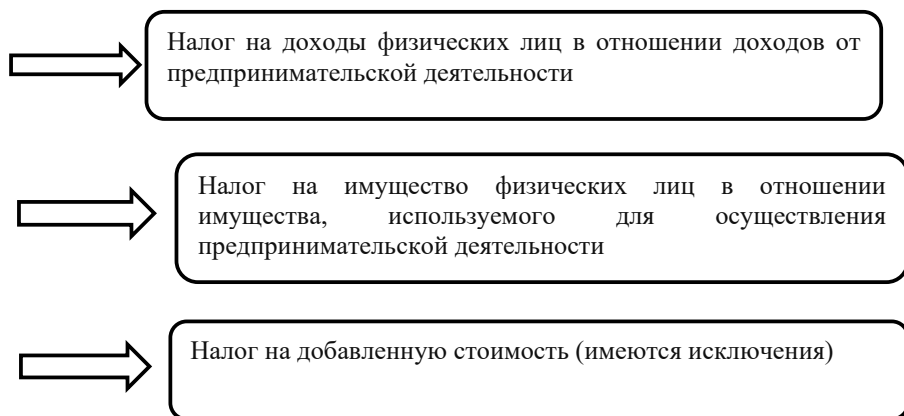 Налог на доходы физических лиц в отношении доходов от
предпринимательской деятельности
Налог на имущество физических лиц в отношении
имущества, используемого для осуществления
предпринимательской деятельности
Налог на добавленную стоимость (имеются исключения)